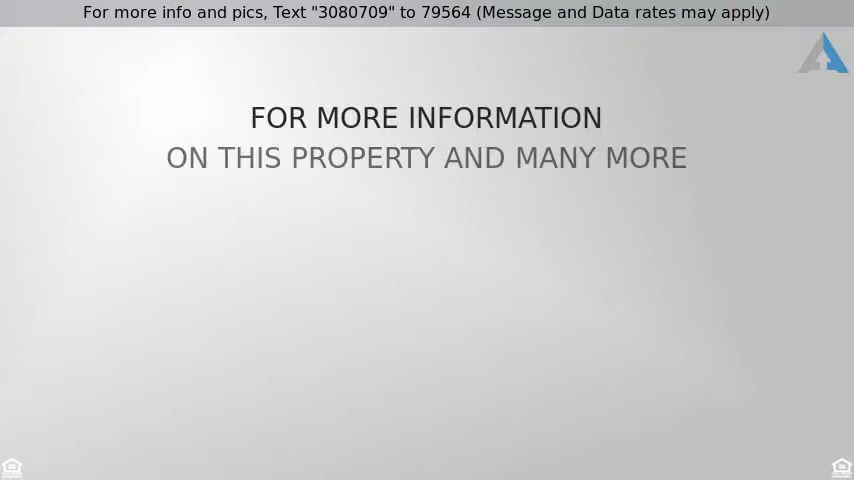 For more info and pics, Text "3080709" to 79564 (Message and Data rates may apply)
FOR MORE INFORMATION
ON THIS PROPERTY AND MANY MORE